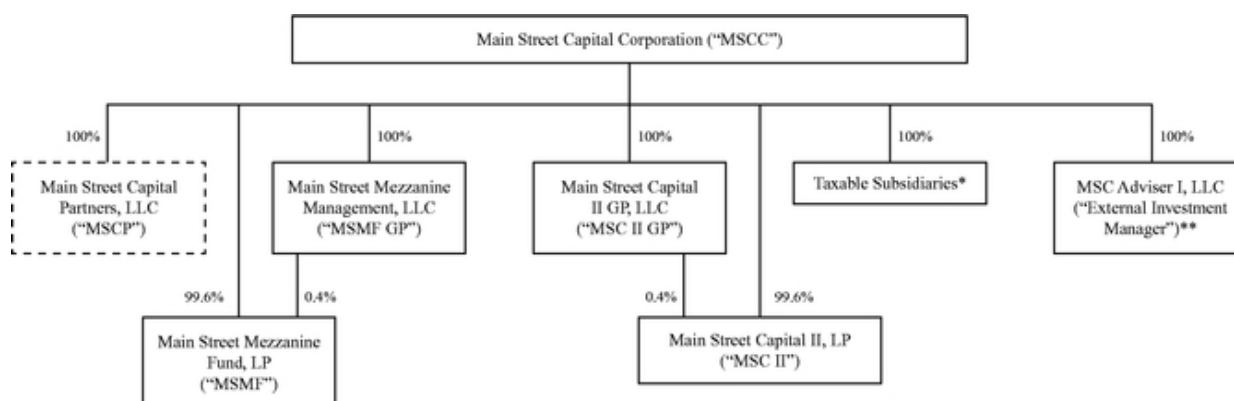 Main Street Capital Corporation (“MSCC”)
100%
100%
100%
100%
100%
Main Street Capital
Partners, LLC
(“MSCP”)
Main Street Mezzanine
Management, LLC
(“MSMF GP”)
Main Street Capital
II GP, LLC
(“MSC II GP”)
Taxable Subsidiaries*
MSC Adviser I, LLC
(“External Investment
Manager”)**
99.6%
0.4%
0.4%
99.6%
Main Street Mezzanine
Fund, LP
(“MSMF”)
Main Street Capital II, LP
(“MSC II”)